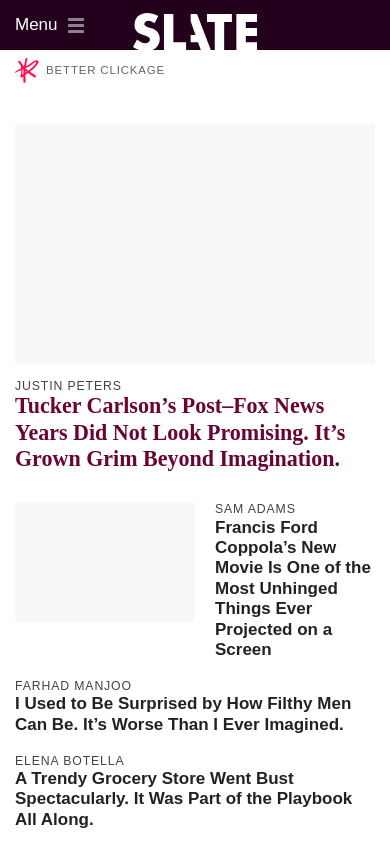 Menu
SLATE
BETTER CLICKAGE
JUSTIN PETERS
Tucker Carlson’s Post–Fox News
Years Did Not Look Promising. It’s
Grown Grim Beyond Imagination.
SAM ADAMS
Francis Ford
Coppola’s New
Movie Is One of the
Most Unhinged
Things Ever
Projected on a
Screen
FARHAD MANJOO
I Used to Be Surprised by How Filthy Men
Can Be. It’s Worse Than I Ever Imagined.
ELENA BOTELLA
A Trendy Grocery Store Went Bust
Spectacularly. It Was Part of the Playbook
All Along.